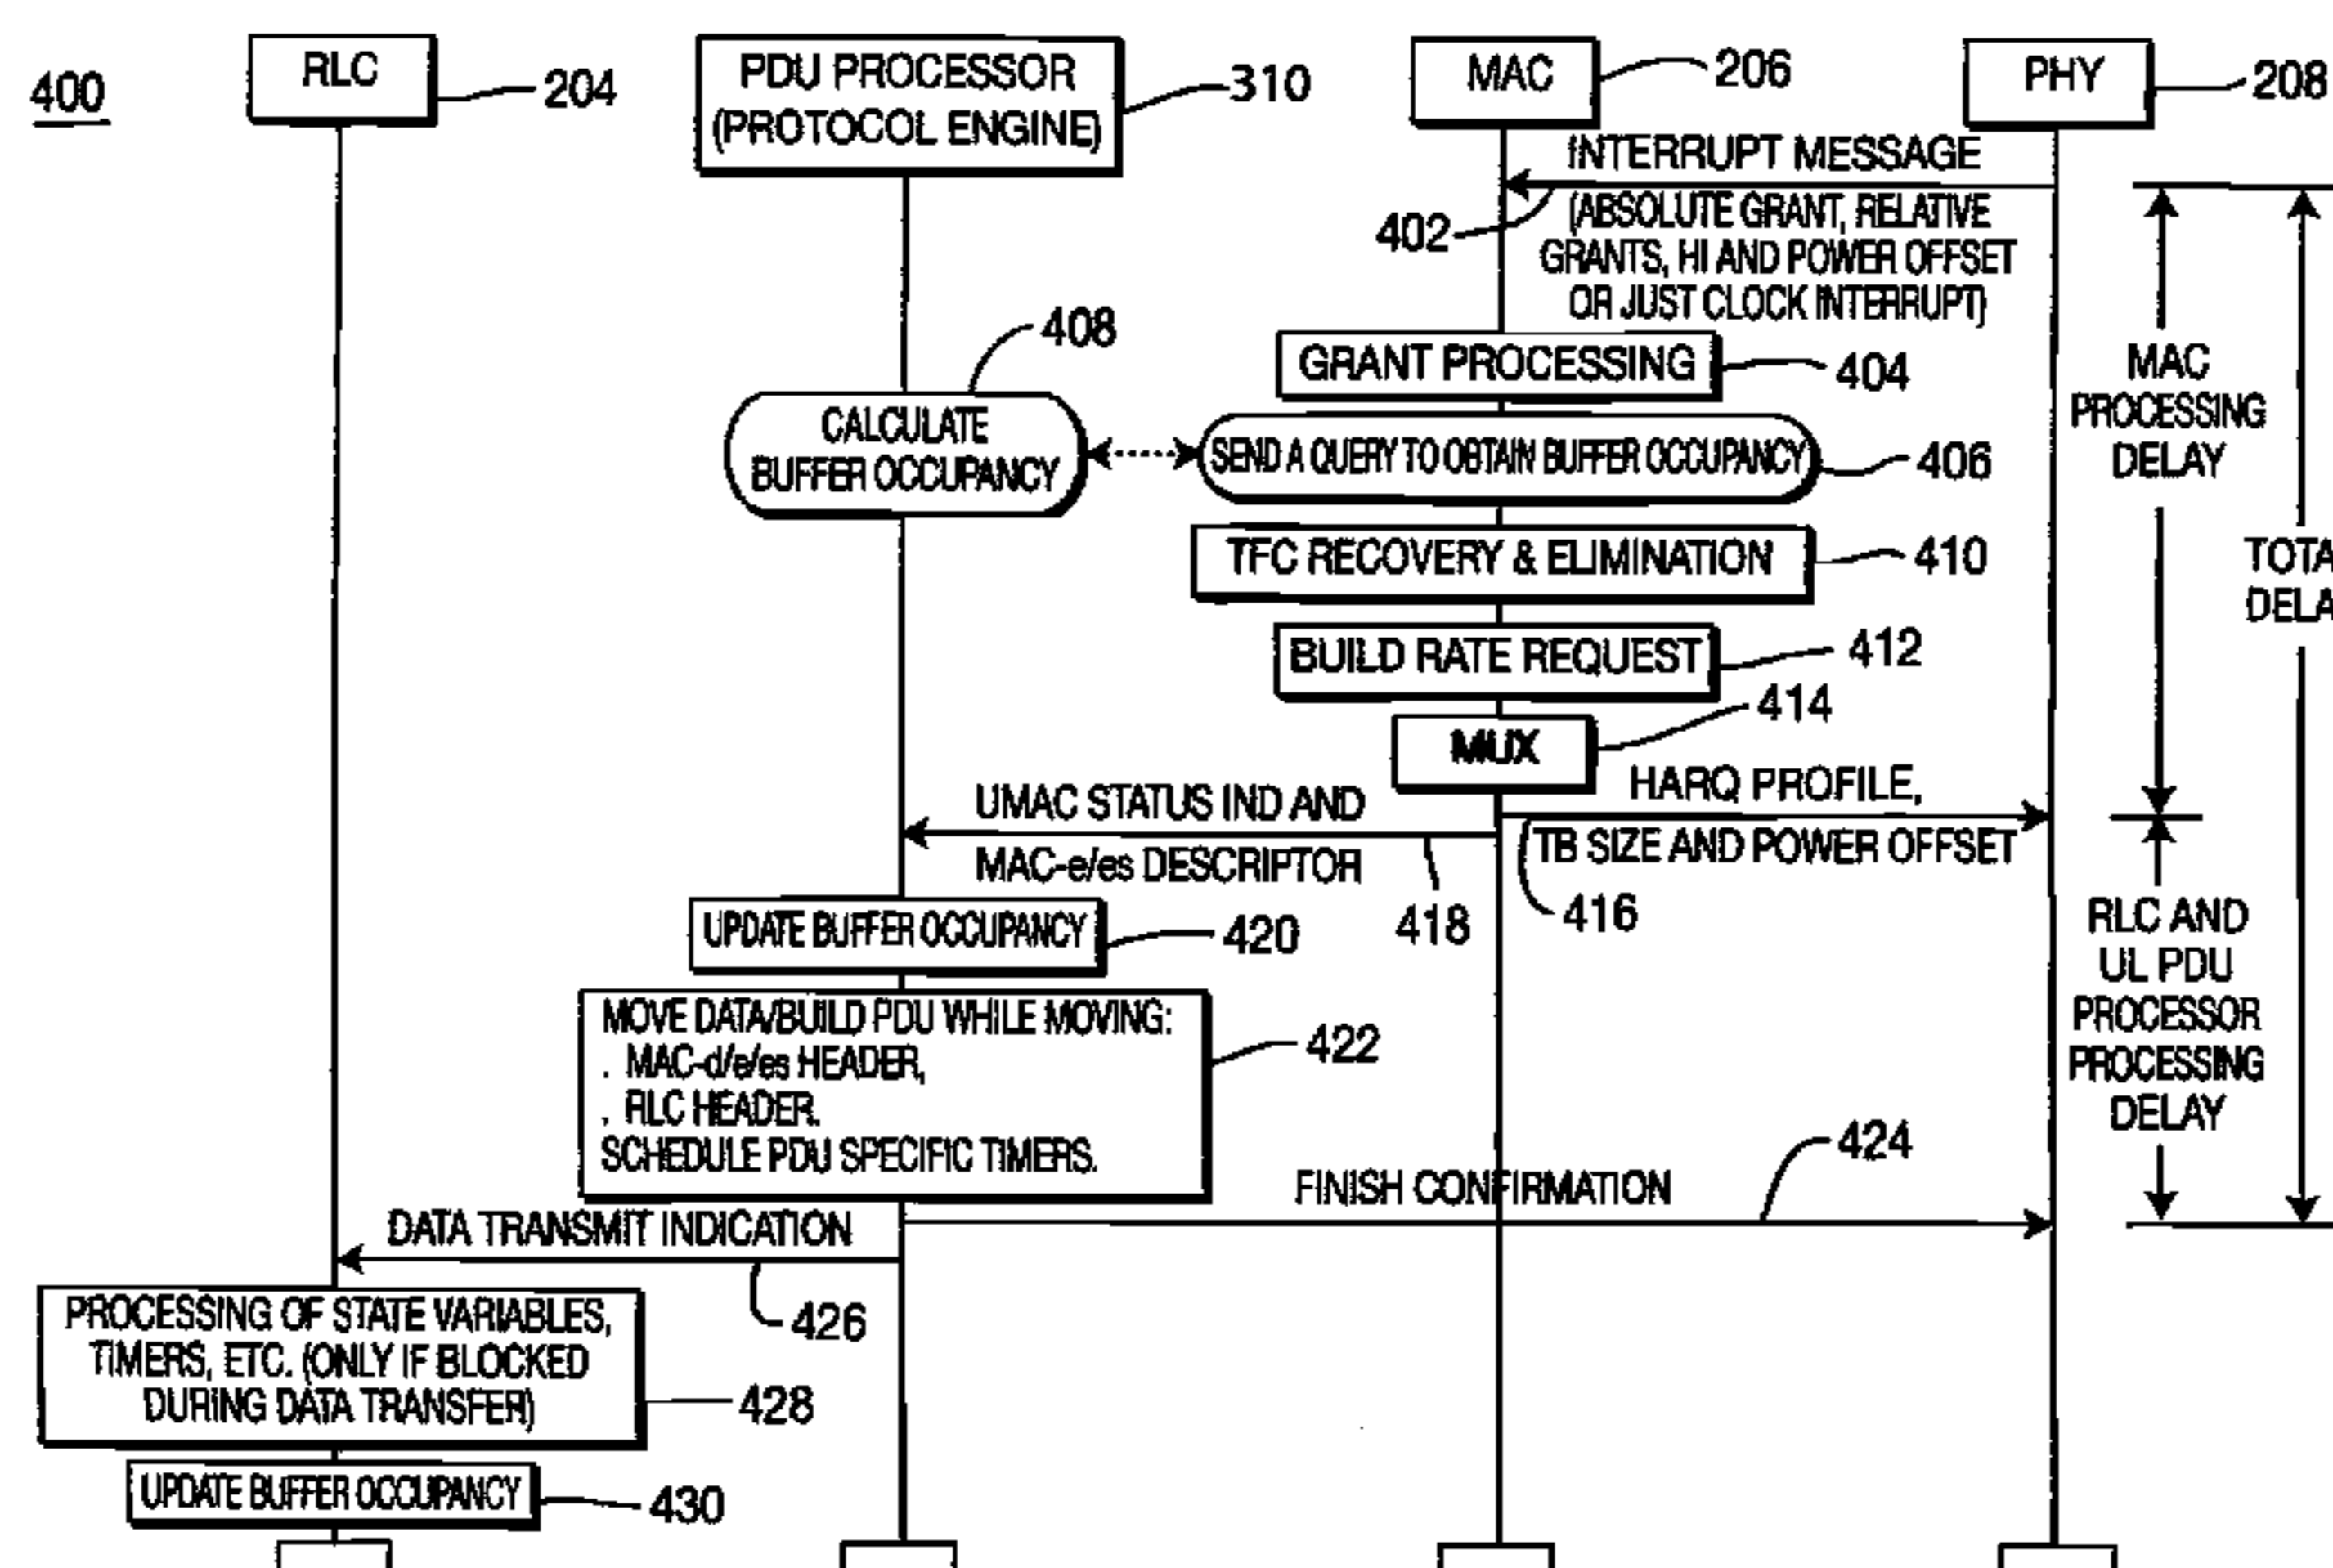 400
RLC
204
PDU PROCESSOR
(PROTOCOL ENGINE)
310
MAC
206
PHY
208
INTERRUPT MESSAGE
402
(ABSOLUTE GRANT, RELATIVE
GRANTS, HI AND POWER OFFSET
OR JUST CLOCK INTERRUPT)
GRANT PROCESSING
404
408
CALCULATE
BUFFER OCCUPANCY
SEND A QUERY TO OBTAIN BUFFER OCCUPANCY
406
MAC
PROCESSING
DELAY
TFC RECOVERY & ELIMINATION
410
TOTA
DELA
BUILD RATE REQUEST
412
MUX
414
HARQ PROFILE,
TB SIZE AND POWER OFFSET
416
UMAC STATUS IND AND
MAC-e/es DESCRIPTOR
418
UPDATE BUFFER OCCUPANCY
420
RLC AND
UL PDU
PROCESSOR
PROCESSING
DELAY
MOVE DATA/BUILD PDU WHILE MOVING:
. MAC-d/e/es HEADER,
. RLC HEADER.
SCHEDULE PDU SPECIFIC TIMERS.
422
FINISH CONFIRMATION
424
DATA TRANSMIT INDICATION
426
PROCESSING OF STATE VARIABLES,
TIMERS, ETC. (ONLY IF BLOCKED
DURING DATA TRANSFER)
428
UPDATE BUFFER OCCUPANCY
430